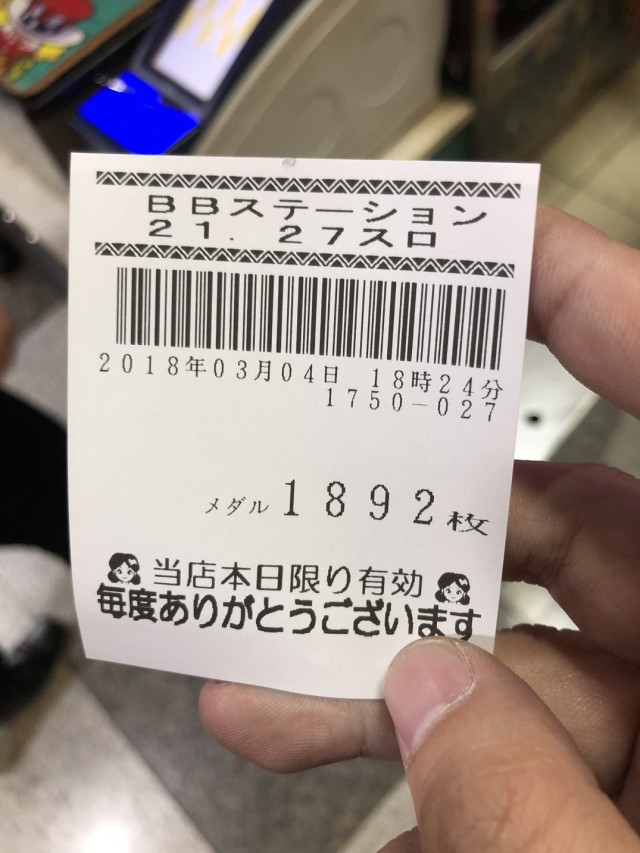 BBステーション
21.27スロ
2018年03月04日 18時24分
1750-027
メダル1892枚
当店本日限り有効
毎度ありがとうございます